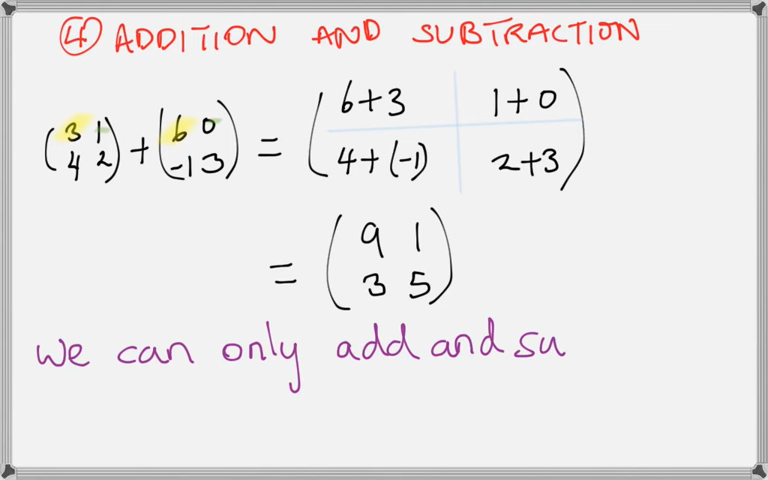 ④ ADDITION AND SUBTRACTION
(3 1
4 2) + (6 0
-1 3) = (6+3 1+0
4+(-1) 2+3)
= (9 1
3 5)
we can only add and su